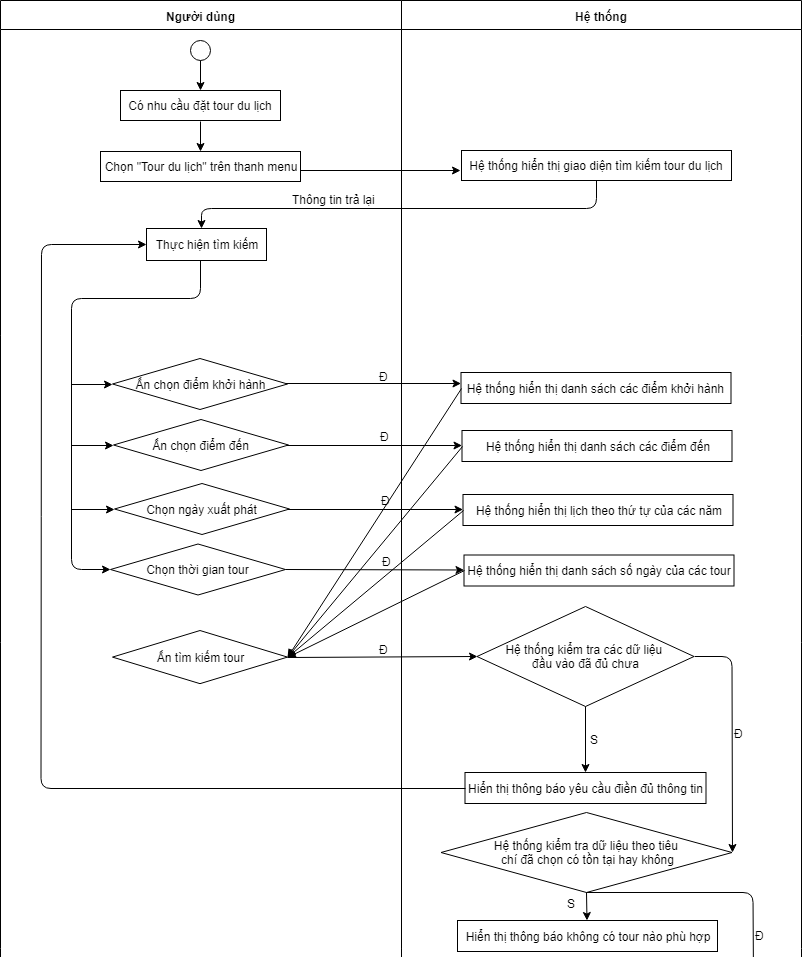 Người dùng
Hệ thống
Có nhu cầu đặt tour du lịch
Chọn "Tour du lịch" trên thanh menu
Hệ thống hiển thị giao diện tìm kiếm tour du lịch
Thông tin trả lại
Thực hiện tìm kiếm
Ấn chọn điểm khởi hành
Đ
Hệ thống hiển thị danh sách các điểm khởi hành
Ấn chọn điểm đến
Đ
Hệ thống hiển thị danh sách các điểm đến
Chọn ngày xuất phát
Đ
Hệ thống hiển thị lịch theo thứ tự của các năm
Chọn thời gian tour
Đ
Hệ thống hiển thị danh sách số ngày của các tour
Ấn tìm kiếm tour
Đ
Hệ thống kiểm tra các dữ liệu
đầu vào đã đủ chưa
S
Đ
Hiển thị thông báo yêu cầu điền đủ thông tin
Hệ thống kiểm tra dữ liệu theo tiêu
chí đã chọn có tồn tại hay không
S
Đ
Hiển thị thông báo không có tour nào phù hợp